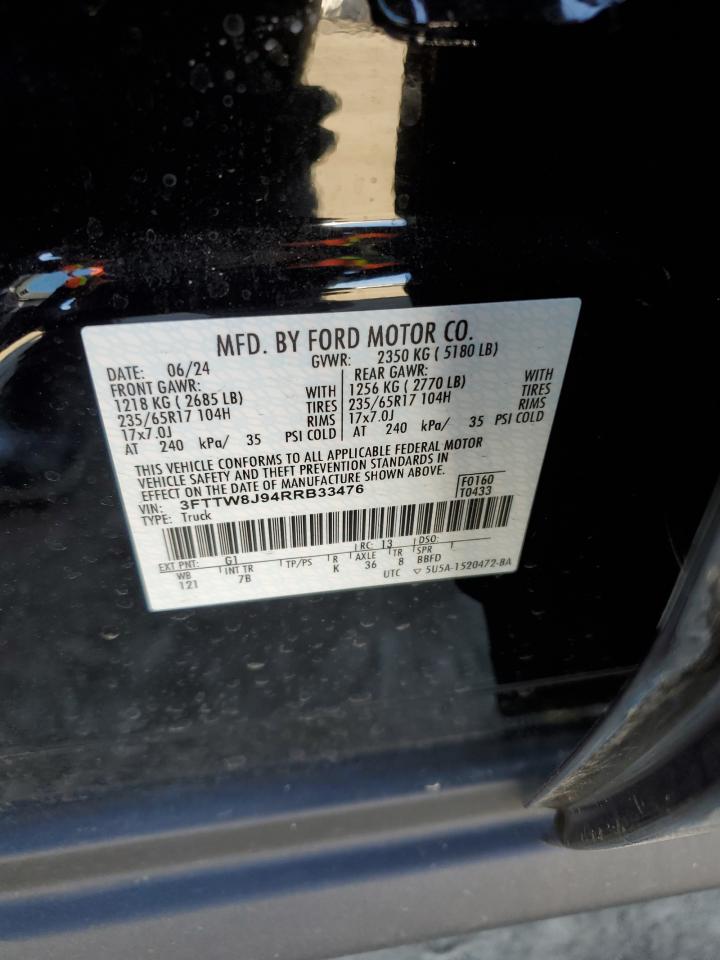 MFD. BY FORD MOTOR CO.
DATE: 06/24 GVWR: 2350 KG ( 5180 LB)
FRONT GAWR: REAR GAWR:
1218 KG ( 2685 LB) WITH 1256 KG ( 2770 LB) WITH
235/65R17 104H TIRES 235/65R17 104H TIRES
17x7.0J RIMS 17x7.0J RIMS
AT 240 kPa/ 35 PSI COLD AT 240 kPa/ 35 PSI COLD
THIS VEHICLE CONFORMS TO ALL APPLICABLE FEDERAL MOTOR
VEHICLE SAFETY AND THEFT PREVENTION STANDARDS IN
EFFECT ON THE DATE OF MANUFACTURE SHOWN ABOVE.
VIN: 3FTTW8J94RRB33476 F0160
TYPE: Truck T0433
EXT PNT: G1 RC: 13 DSO:
WB INT TR TP/PS R AXLE TR SPR
121 7B K 36 8 BBFD
UTC ▽ 5U5A-1520472-BA